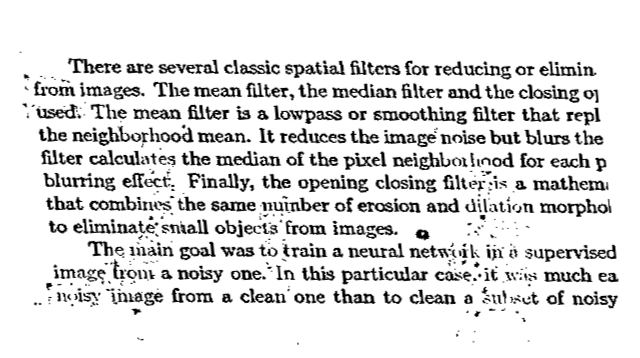 There are several classic spatial filters for reducing or elimin
from images. The mean filter, the median filter and the closing o
used. The mean filter is a lowpass or smoothing filter that repl
the neighborhood mean. It reduces the image noise but blurs the
filter calculates the median of the pixel neighborhood for each p
blurring effect. Finally, the opening closing filter is a mathem
that combines the same number of erosion and dilation morphol
to eliminate small objects from images.
The main goal was to train a neural network in a supervised
image from a noisy one. In this particular case, it was much ea
noisy image from a clean one than to clean a subset of noisy